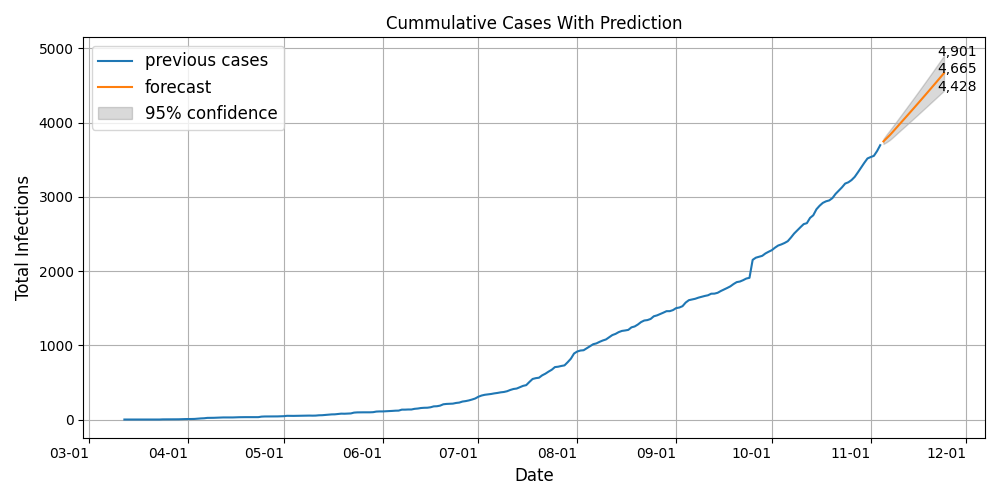 Cummulative Cases With Prediction
previous cases
forecast
95% confidence
4,901
4,665
4,428
5000
4000
3000
2000
1000
0
Total Infections
03-01 04-01 05-01 06-01 07-01 08-01 09-01 10-01 11-01 12-01
Date